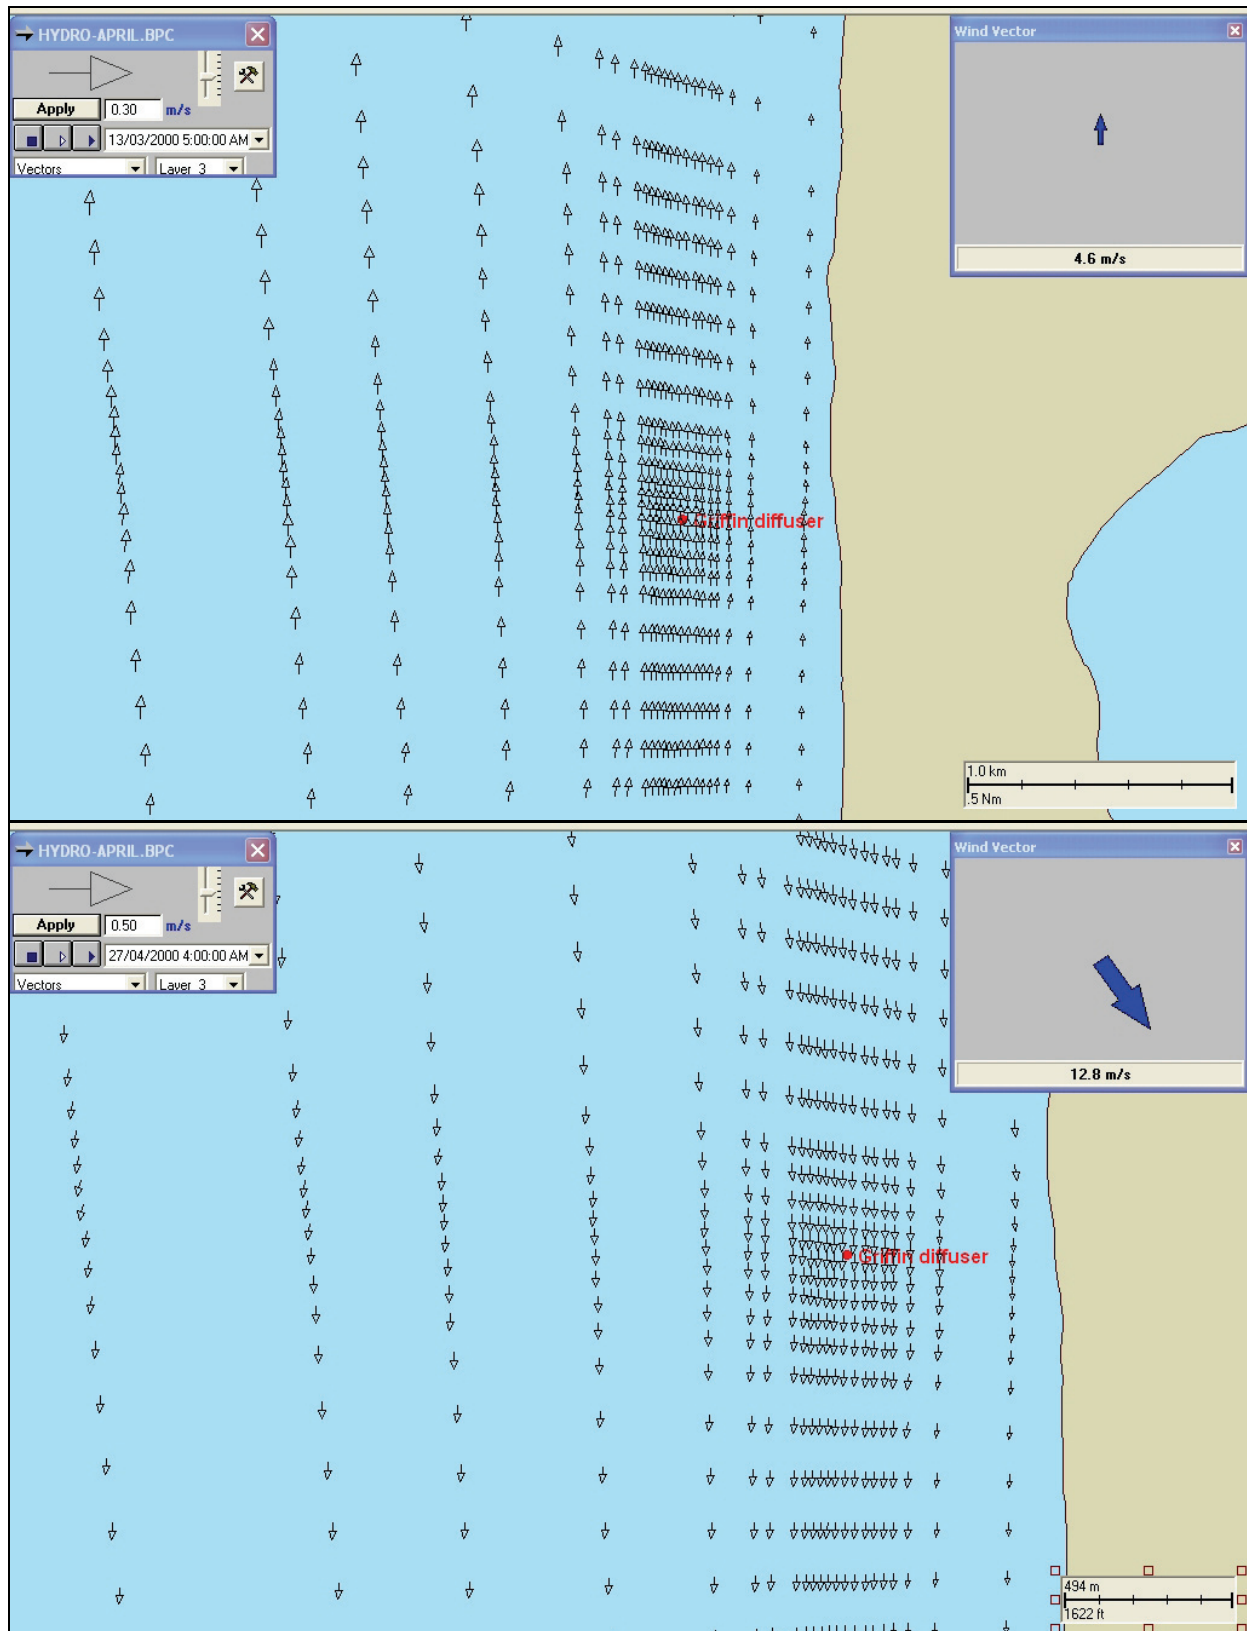 HYDRO-APRIL.BPC
Apply 0.30 m/s
13/03/2000 5:00:00 AM
Vectors Layer 3
Wind Vector
4.6 m/s
Griffin diffuser
1.0 km
.5 Nm
HYDRO-APRIL.BPC
Apply 0.50 m/s
27/04/2000 4:00:00 AM
Vectors Layer 3
Wind Vector
12.8 m/s
Griffin diffuser
494 m
1622 ft